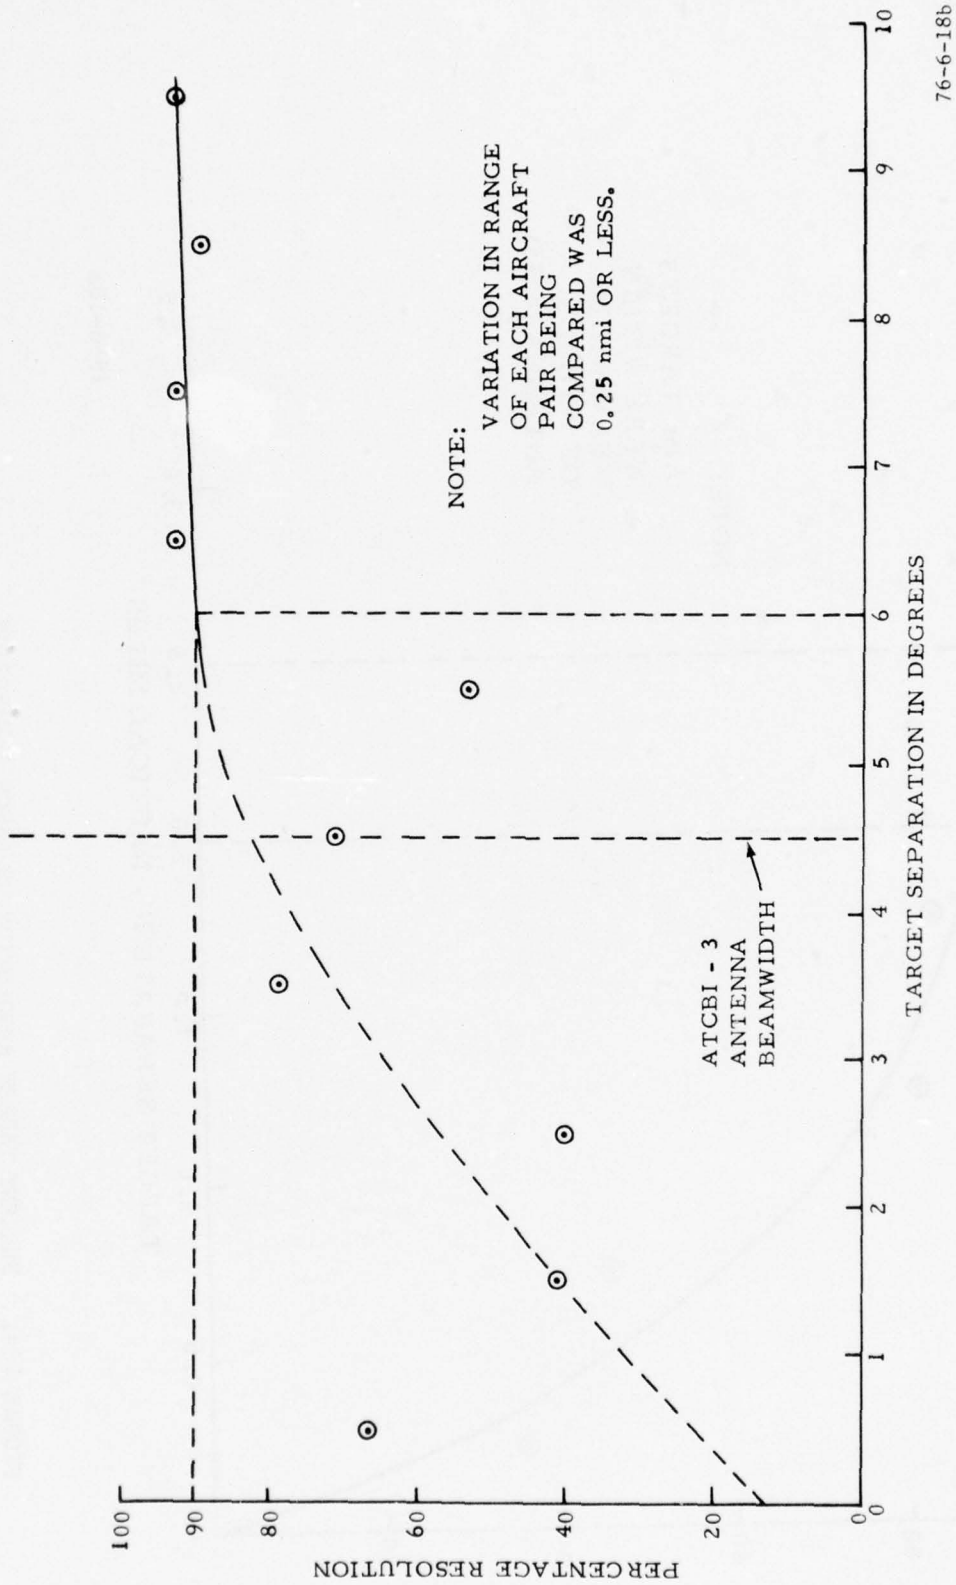 PERCENTAGE RESOLUTION
100
90
80
60
40
20
0
NOTE:
VARIATION IN RANGE
OF EACH AIRCRAFT
PAIR BEING
COMPARED WAS
0.25 nmi OR LESS.
ATCBI - 3
ANTENNA
BEAMWIDTH
0 1 2 3 4 5 6 7 8 9 10
TARGET SEPARATION IN DEGREES
76-6-18b